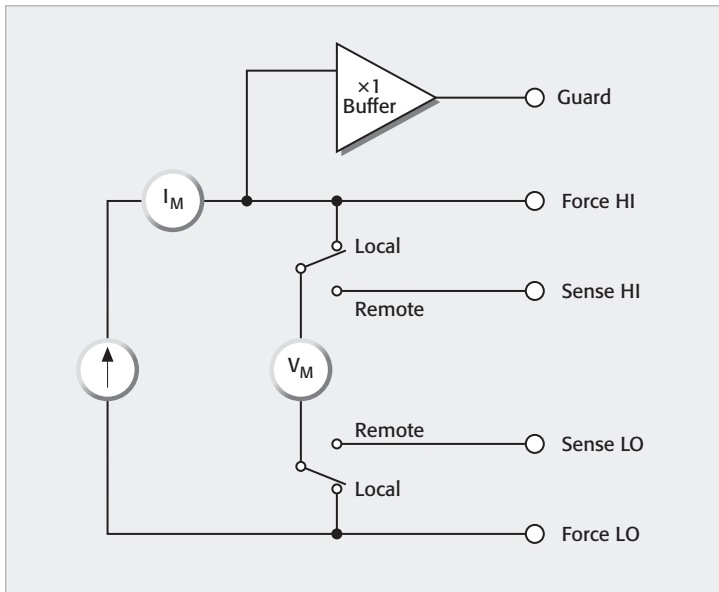 ×1
Buffer
Guard
I_M
Force HI
Local
Sense HI
Remote
V_M
Remote
Sense LO
Local
Force LO